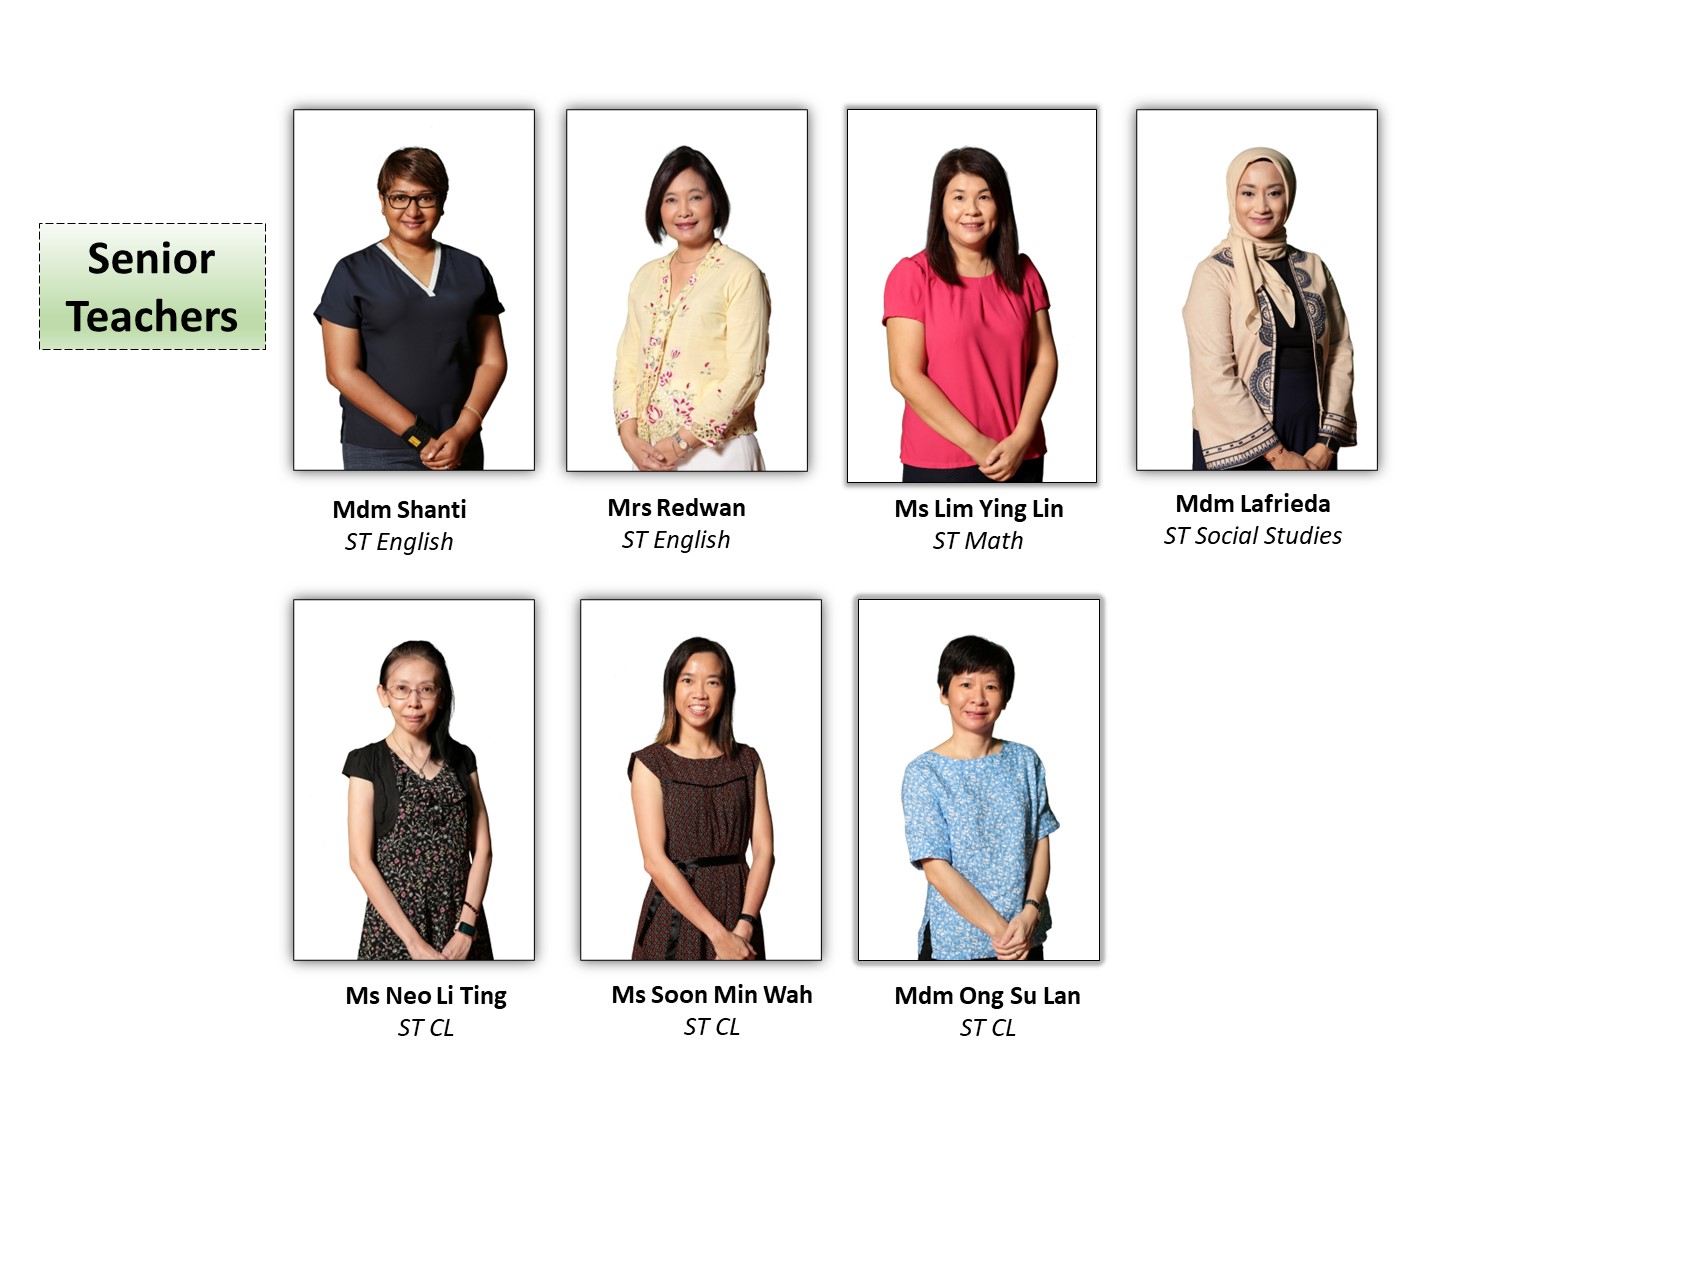 Senior
Teachers
Mdm Shanti
ST English
Mrs Redwan
ST English
Ms Lim Ying Lin
ST Math
Mdm Lafrieda
ST Social Studies
Ms Neo Li Ting
ST CL
Ms Soon Min Wah
ST CL
Mdm Ong Su Lan
ST CL